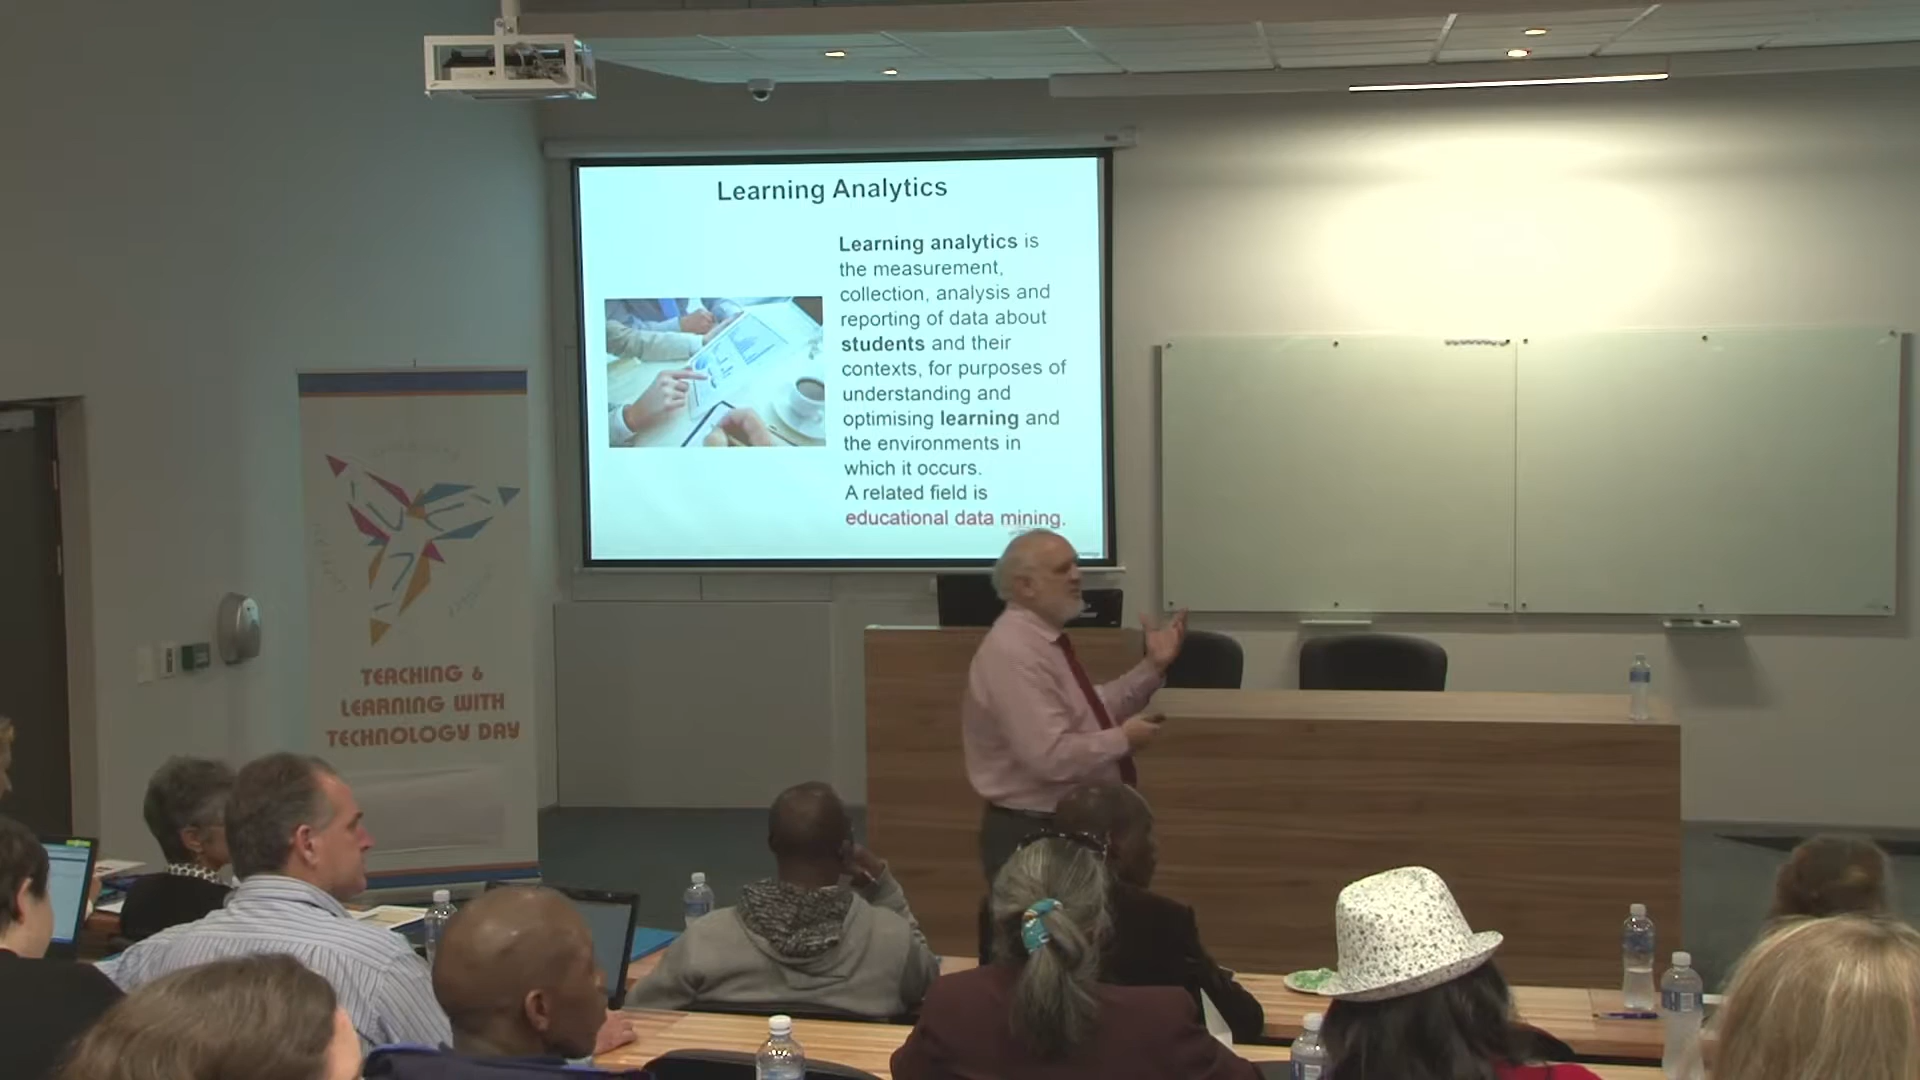 Learning Analytics
Learning analytics is
the measurement,
collection, analysis and
reporting of data about
students and their
contexts, for purposes of
understanding and
optimising learning and
the environments in
which it occurs.
A related field is
educational data mining.
TEACHING &
LEARNING WITH
TECHNOLOGY DAY